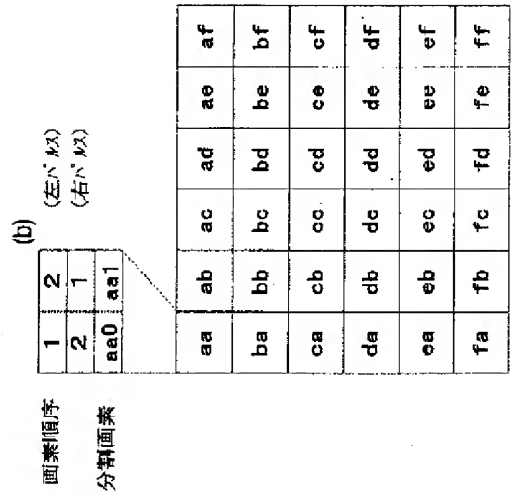 (b)
画素順序 1 2 (左パルス)
2 1 (右パルス)
分割画素 aa0 aa1
aa ab ac ad ae af
ba bb bc bd be bf
ca cb cc cd ce cf
da db dc dd de df
ea eb ec ed ee ef
fa fb fc fd fe ff